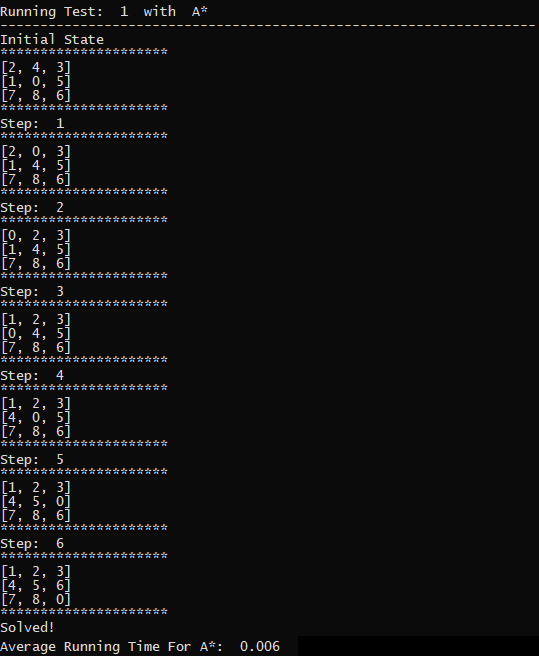 Running Test:  1  with  A*
-------------------------------------------------------------------
Initial State
*********************
[2, 4, 3]
[1, 0, 5]
[7, 8, 6]
*********************
Step:  1
*********************
[2, 0, 3]
[1, 4, 5]
[7, 8, 6]
*********************
Step:  2
*********************
[0, 2, 3]
[1, 4, 5]
[7, 8, 6]
*********************
Step:  3
*********************
[1, 2, 3]
[0, 4, 5]
[7, 8, 6]
*********************
Step:  4
*********************
[1, 2, 3]
[4, 0, 5]
[7, 8, 6]
*********************
Step:  5
*********************
[1, 2, 3]
[4, 5, 0]
[7, 8, 6]
*********************
Step:  6
*********************
[1, 2, 3]
[4, 5, 6]
[7, 8, 0]
*********************
Solved!
Average Running Time For A*:  0.006